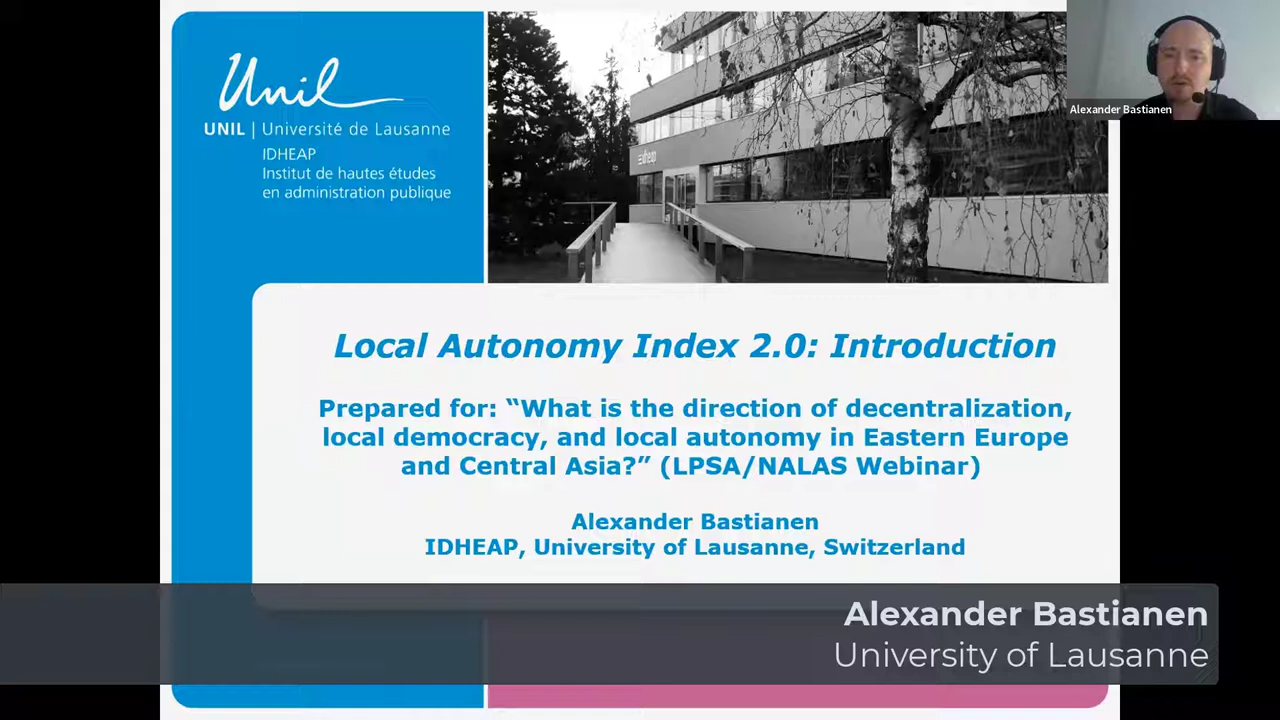 Unil
UNIL | Université de Lausanne
IDHEAP
Institut de hautes études
en administration publique
idheap
Alexander Bastianen
Local Autonomy Index 2.0: Introduction
Prepared for: “What is the direction of decentralization,
local democracy, and local autonomy in Eastern Europe
and Central Asia?” (LPSA/NALAS Webinar)
Alexander Bastianen
IDHEAP, University of Lausanne, Switzerland
Alexander Bastianen
University of Lausanne